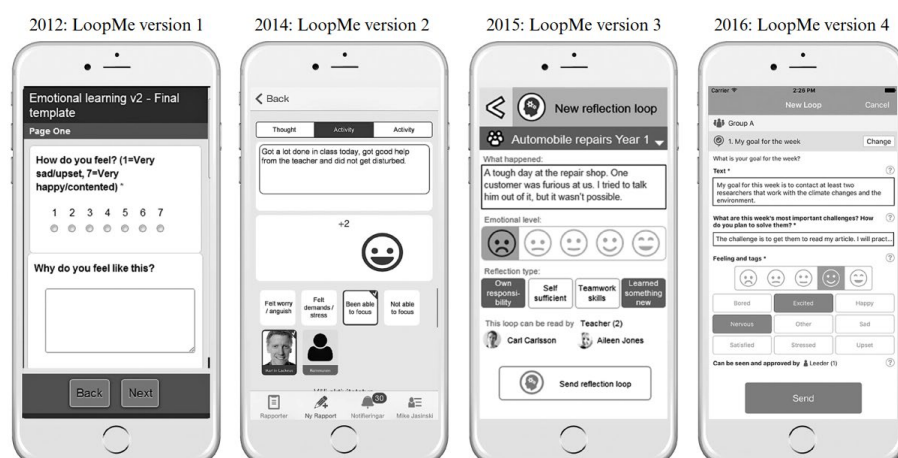 2012: LoopMe version 1
Emotional learning v2 - Final
template
Page One
How do you feel? (1=Very
sad/upset, 7=Very
happy/contented) *
1 2 3 4 5 6 7
Why do you feel like this?
Back Next
2014: LoopMe version 2
Back
Thought Activity Activity
Got a lot done in class today, got good help
from the teacher and did not get disturbed.
+2
Felt worry
/ anguish
Felt
demands /
stress
Been able
to focus
Not able
to focus
30
Rapporter Ny Rapport Notifieringar Mike Jasinski
2015: LoopMe version 3
New reflection loop
Automobile repairs Year 1
What happened:
A tough day at the repair shop. One
customer was furious at us. I tried to talk
him out of it, but it wasn't possible.
Emotional level:
Reflection type:
Own
responsi-
bility
Self
sufficient
Teamwork
skills
Learned
something
new
This loop can be read by Teacher (2)
Carl Carlsson Aileen Jones
Send reflection loop
2016: LoopMe version 4
Carrier 2:28 PM
New Loop Cancel
Group A
1. My goal for the week Change
What is your goal for the week?
Text * ?
My goal for this week is to contact at least two
researchers that work with the climate changes and the
environment.
What are this week's most important challenges? How ?
do you plan to solve them? *
The challenge is to get them to read my article. I will pract...
Feeling and tags * ?
Bored Excited Happy
Nervous Other Sad
Satisfied Stressed Upset
Can be seen and approved by Leader (1) ?
Send